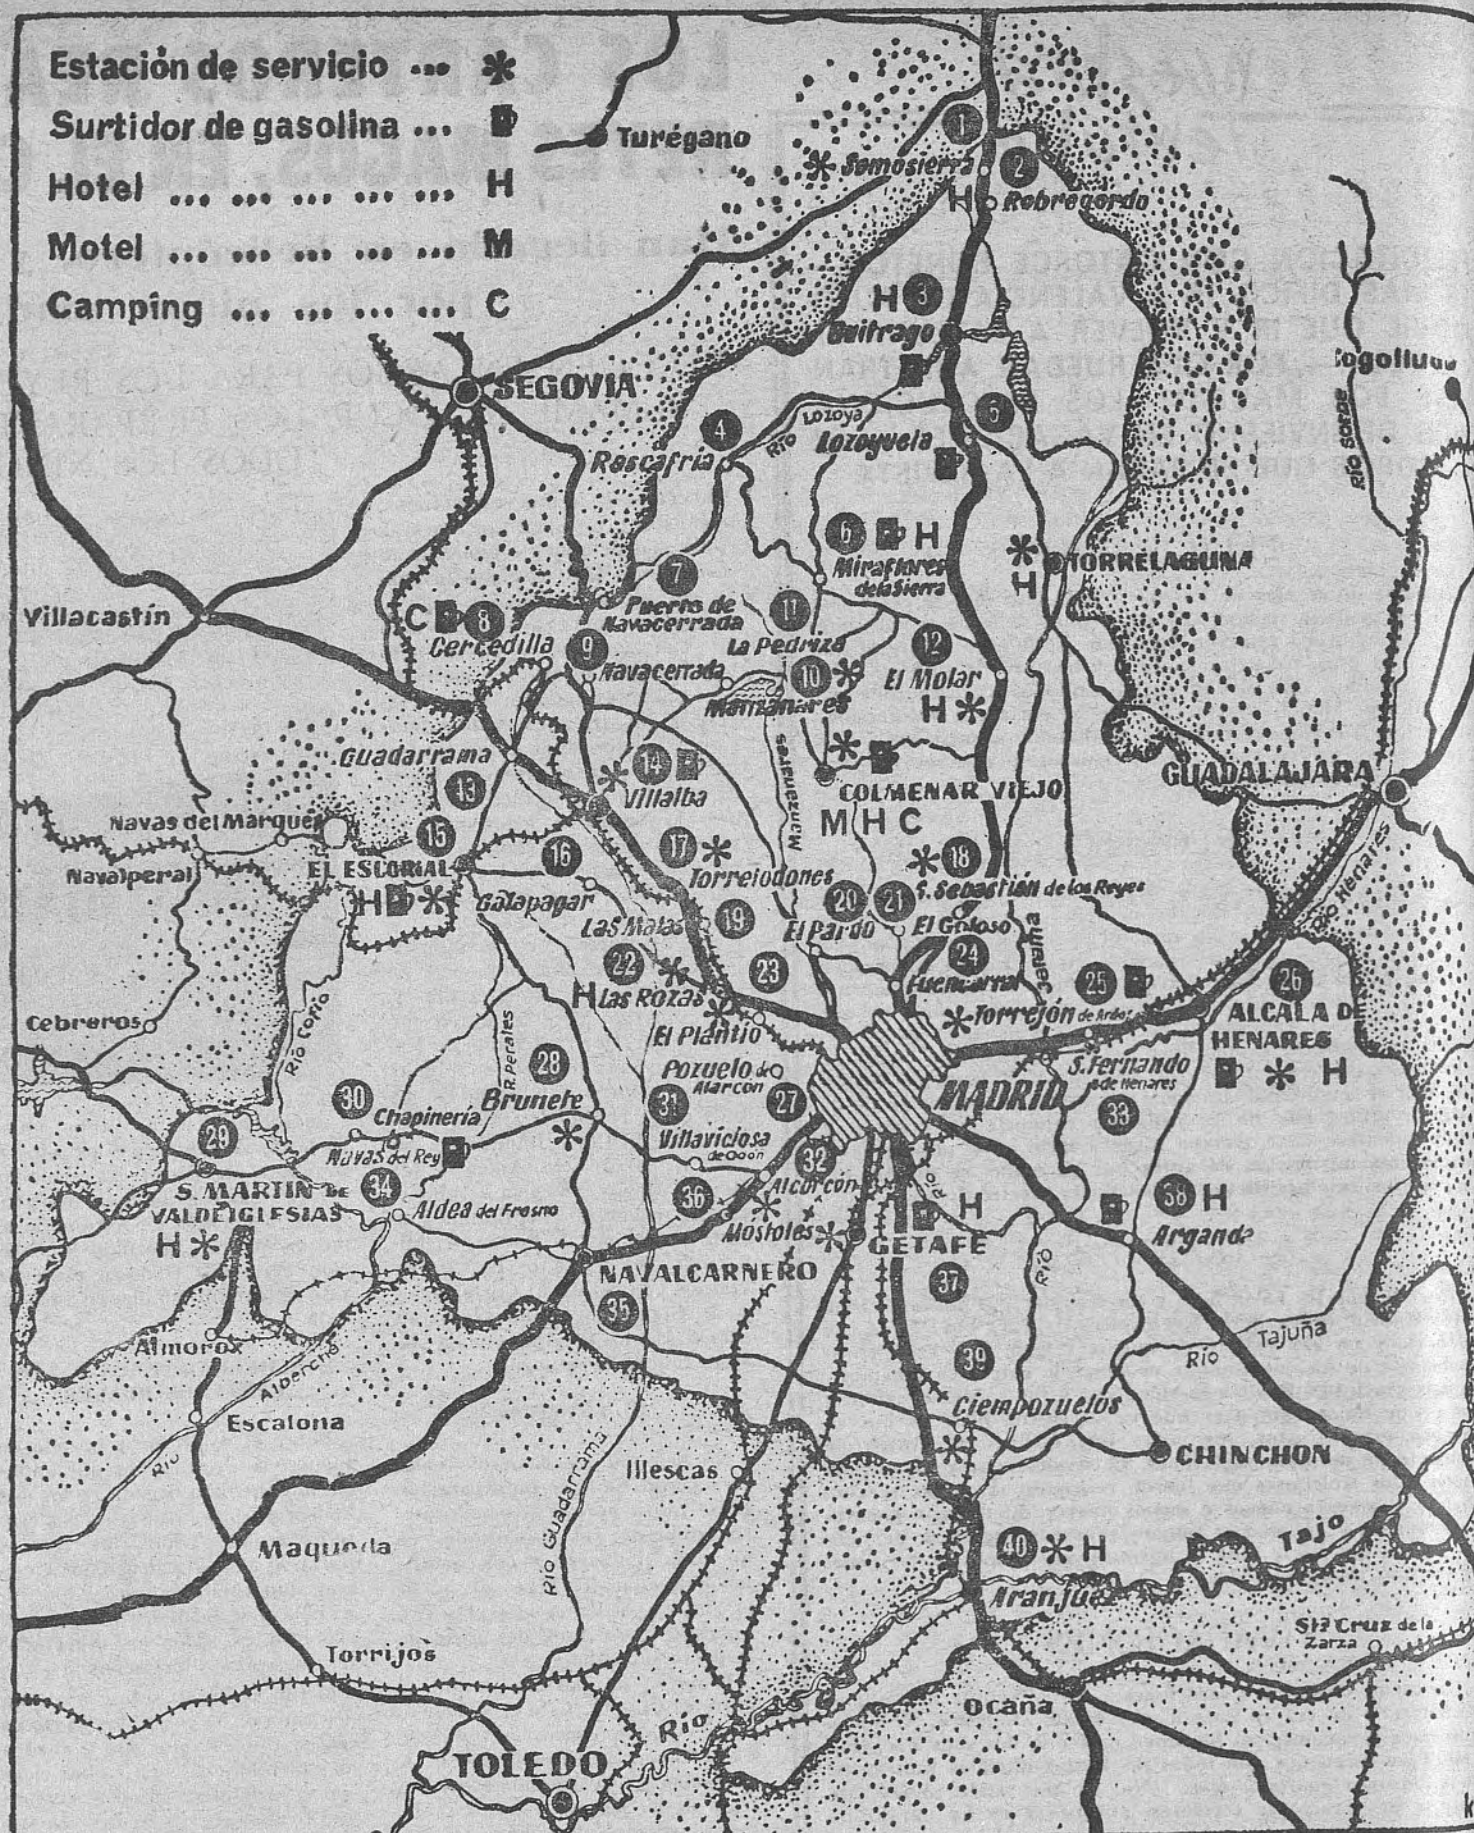 Estación de servicio ... *
Surtidor de gasolina ...
Hotel ... ... ... ... ... H
Motel ... ... ... ... ... M
Camping ... ... ... ... C
Turégano
1
* Somosierra
2
H
Robregordo
H 3
Buitrago
SEGOVIA
Cogolludo
4
Río Lozoya
5
Lozoyuela
Rascafría
Río Sorbe
6 H
Miraflores
de la Sierra
*
H
TORRELAGUNA
7
Puerto de
Navacerrada
Villacastín
C 8
Cercedilla
11
La Pedriza
9
Navacerrada
12
El Molar
H *
10 *
Manzanares
Guadarrama
13
* 14
Villalba
*
COLMENAR VIEJO
M H C
Manzanares
GUADALAJARA
Navas del Marqués
Navalperal
15
EL ESCORIAL
H *
16
Galapagar
17 *
Torrelodones
* 18
S. Sebastián de los Reyes
Río Henares
Las Matas
19
20
El Pardo
21
El Goloso
22 *
H Las Rozas
*
23
24
Fuencarral
Jarama
25
* Torrejón de Ardoz
26
ALCALA DE
HENARES
* H
Cebreros
Río Cofio
El Plantío
R. Perales
28
Brunete
*
Pozuelo de
Alarcón
27
MADRID
S. Fernando
de Henares
33
30
Chapinería
31
Villaviciosa
de Odón
29
Navas del Rey
S. MARTIN DE
VALDEIGLESIAS
H *
34
Aldea del Fresno
32
Alcorcón
*
36
Móstoles
*
GETAFE
37
Río
H
38 H
Arganda
Río
NAVALCARNERO
35
Almorox
Alberche
Río
Escalona
39
Ciempozuelos
*
Río Tajuña
CHINCHON
Illescas
Río Guadarrama
Maqueda
40 * H
Aranjuez
Tajo
Sta Cruz de la
Zarza
Torrijos
Ocaña
Río
TOLEDO